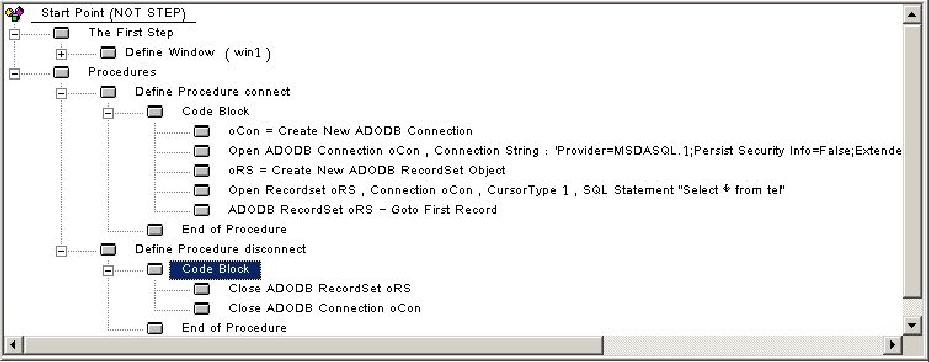 Start Point (NOT STEP)
The First Step
Define Window ( win1 )
Procedures
Define Procedure connect
Code Block
oCon = Create New ADODB Connection
Open ADODB Connection oCon , Connection String : 'Provider=MSDASQL.1;Persist Security Info=False;Extende
oRS = Create New ADODB RecordSet Object
Open Recordset oRS , Connection oCon , CursorType 1 , SQL Statement "Select * from tel"
ADODB RecordSet oRS - Goto First Record
End of Procedure
Define Procedure disconnect
Code Block
Close ADODB RecordSet oRS
Close ADODB Connection oCon
End of Procedure